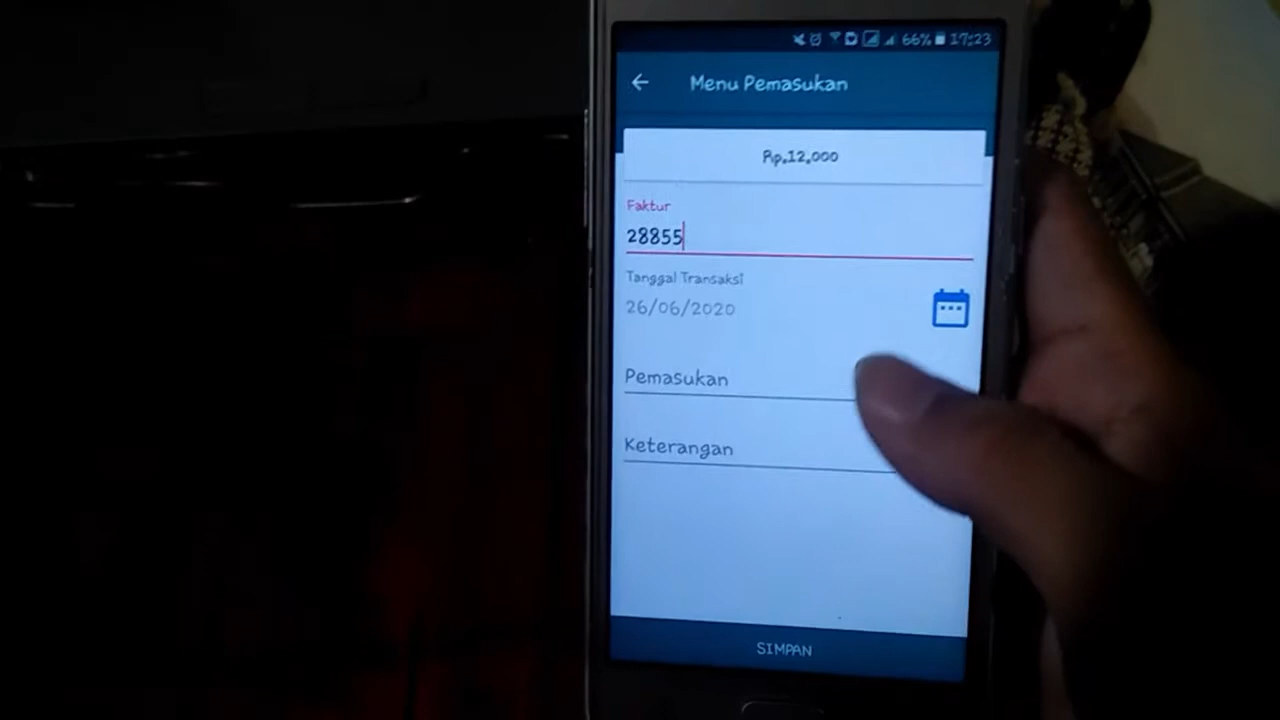 66% 17:23
Menu Pemasukan
Rp.12,000
Faktur
28855
Tanggal Transaksi
26/06/2020
Pemasukan
Keterangan
SIMPAN